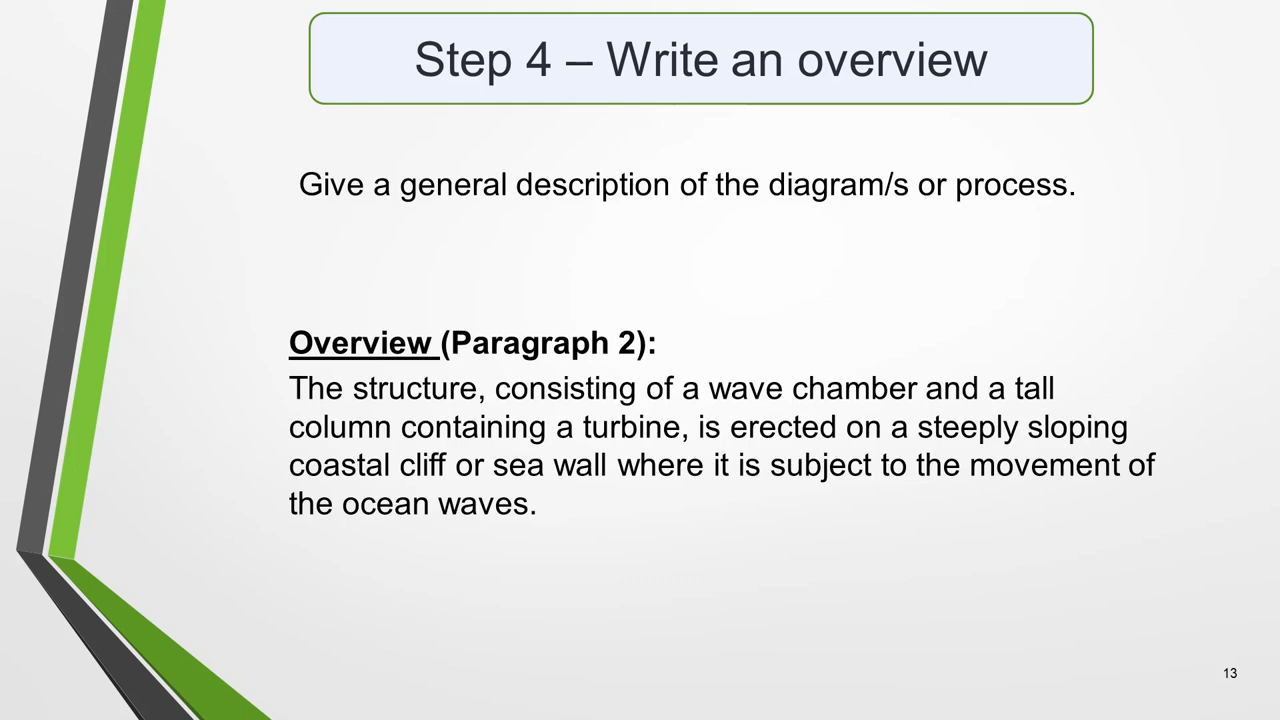 Step 4 – Write an overview
Give a general description of the diagram/s or process.
Overview (Paragraph 2):
The structure, consisting of a wave chamber and a tall
column containing a turbine, is erected on a steeply sloping
coastal cliff or sea wall where it is subject to the movement of
the ocean waves.
13